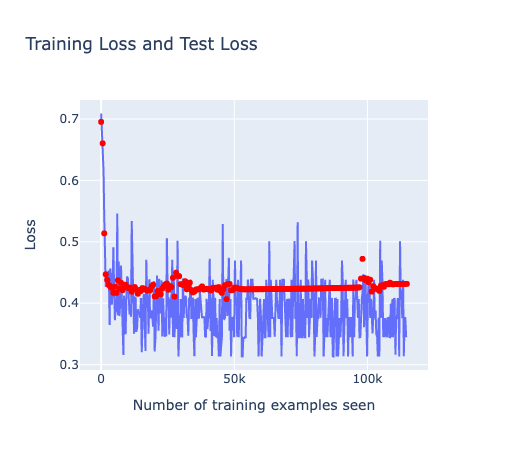 Training Loss and Test Loss
0.7
0.6
0.5
0.4
0.3
Loss
0
50k
100k
Number of training examples seen